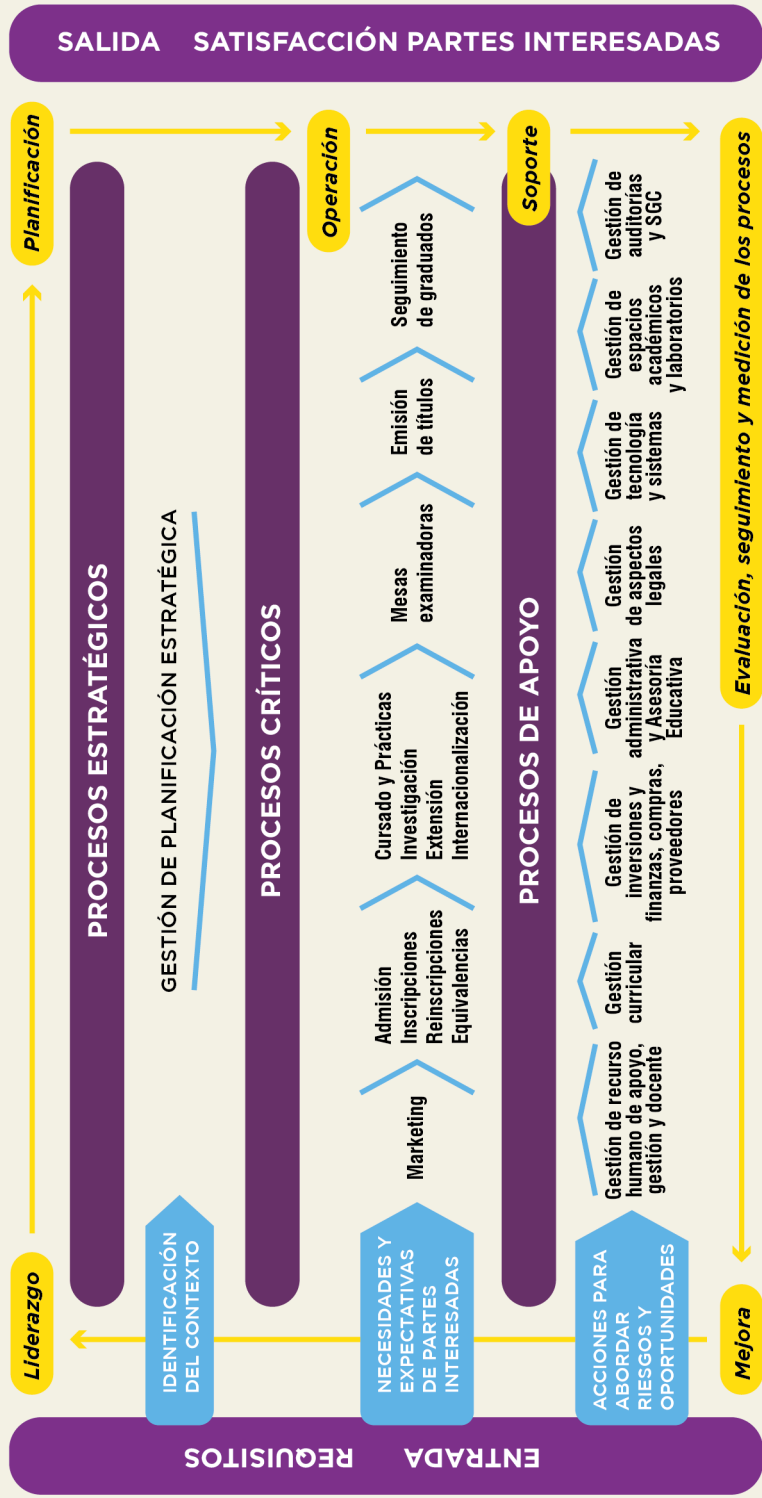 ENTRADA REQUISITOS
Liderazgo
Planificación
PROCESOS ESTRATÉGICOS
IDENTIFICACIÓN
DEL CONTEXTO
GESTIÓN DE PLANIFICACIÓN ESTRATÉGICA
PROCESOS CRÍTICOS
Operación
NECESIDADES Y
EXPECTATIVAS
DE PARTES
INTERESADAS
Marketing
Admisión
Inscripciones
Reinscripciones
Equivalencias
Cursado y Prácticas
Investigación
Extensión
Internacionalización
Mesas
examinadoras
Emisión
de títulos
Seguimiento
de graduados
PROCESOS DE APOYO
Soporte
ACCIONES PARA
ABORDAR
RIESGOS Y
OPORTUNIDADES
Gestión de recurso
humano de apoyo,
gestión y docente
Gestión
curricular
Gestión de
inversiones y
finanzas, compras,
proveedores
Gestión
administrativa
y Asesoría
Educativa
Gestión
de aspectos
legales
Gestión de
tecnología
y sistemas
Gestión de
espacios
académicos
y laboratorios
Gestión de
auditorías
y SGC
Mejora
Evaluación, seguimiento y medición de los procesos
SALIDA SATISFACCIÓN PARTES INTERESADAS